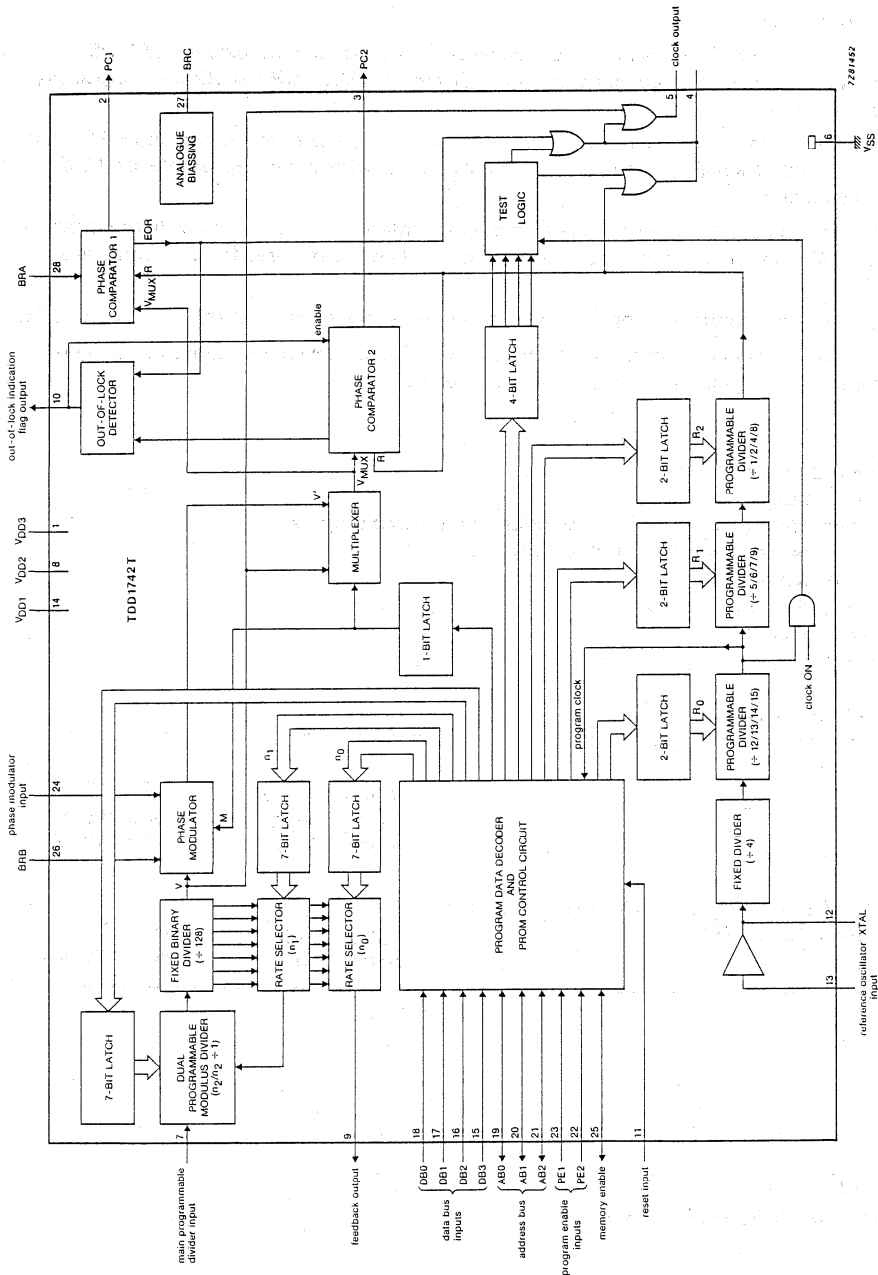 main programmable
divider input
7
feedback output
9
DB0
18
DB1
17
DB2
16
DB3
15
data bus
inputs
AB0
19
AB1
20
AB2
21
address bus
PE1
23
PE2
22
program enable
inputs
memory enable
25
reset input
11
7-BIT LATCH
DUAL
PROGRAMMABLE
MODULUS DIVIDER
(n2/n2 ÷ 1)
FIXED BINARY
DIVIDER
(÷ 128)
RATE SELECTOR
(n1)
RATE SELECTOR
(n0)
7-BIT LATCH
7-BIT LATCH
n1
n0
V
M
BRB
26
phase modulator
input
24
PHASE
MODULATOR
PROGRAM DATA DECODER
AND
PROM CONTROL CIRCUIT
reference oscillator
input
13
XTAL
12
FIXED DIVIDER
(÷ 4)
2-BIT LATCH
R0
PROGRAMMABLE
DIVIDER
(÷ 12/13/14/15)
program clock
clock ON
2-BIT LATCH
R1
PROGRAMMABLE
DIVIDER
(÷ 5/6/7/9)
2-BIT LATCH
R2
PROGRAMMABLE
DIVIDER
(÷ 1/2/4/8)
1-BIT LATCH
4-BIT LATCH
TEST
LOGIC
TDD1742T
VDD1
14
VDD2
8
VDD3
1
MULTIPLEXER
V'
VMUX
R
PHASE
COMPARATOR 2
enable
out-of-lock indication
flag output
10
OUT-OF-LOCK
DETECTOR
BRA
28
PHASE
COMPARATOR 1
VMUX
R
EOR
2
PC1
ANALOGUE
BIASSING
27
BRC
3
PC2
5
clock output
4
6
VSS
7Z81452